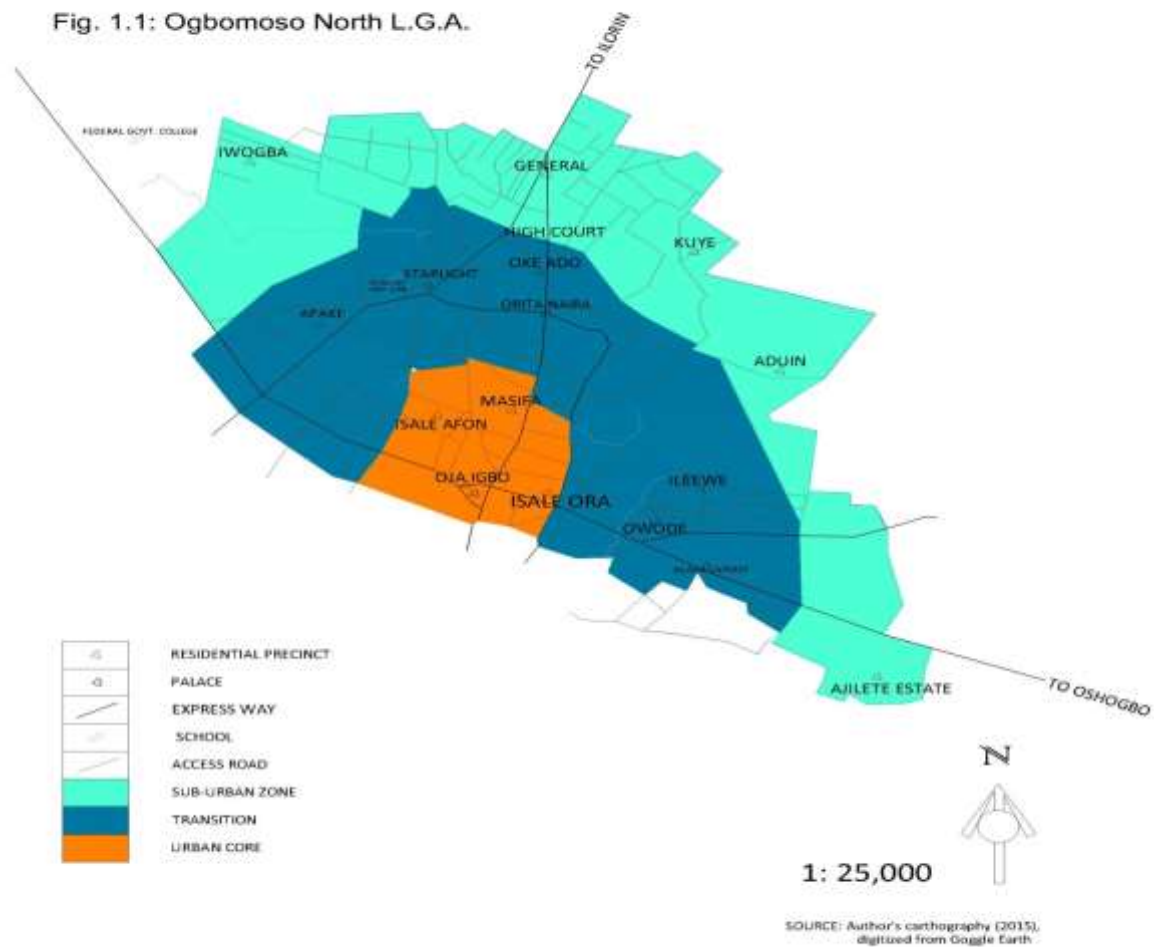 Fig. 1.1: Ogbomoso North L.G.A.
TO ILORIN
FEDERAL GOVT. COLLEGE
IWOGBA
GENERAL
HIGH COURT
KUYE
OKE ADO
STARLIGHT
ORITA NAIRA
APAKE
ADUIN
MASIFA
ISALE AFON
OJA IGBO
ISALE ORA
ILEEWE
OWODE
AJILETE ESTATE
TO OSHOGBO
RESIDENTIAL PRECINCT
PALACE
EXPRESS WAY
SCHOOL
ACCESS ROAD
SUB-URBAN ZONE
TRANSITION
URBAN CORE
N
1: 25,000
SOURCE: Author's carthography (2015),
digitized from Goggle Earth